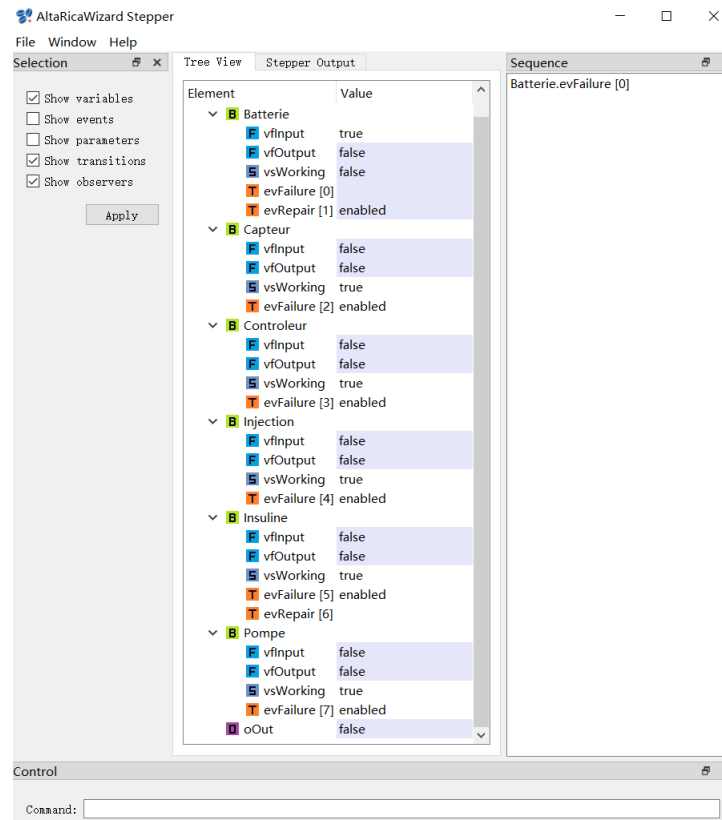 AltaRicaWizard Stepper
File Window Help
Selection
Show variables
Show events
Show parameters
Show transitions
Show observers
Apply
Tree View Stepper Output
Element Value
B Batterie
F vfInput true
F vfOutput false
S vsWorking false
T evFailure [0]
T evRepair [1] enabled
B Capteur
F vfInput false
F vfOutput false
S vsWorking true
T evFailure [2] enabled
B Controleur
F vfInput false
F vfOutput false
S vsWorking true
T evFailure [3] enabled
B Injection
F vfInput false
F vfOutput false
S vsWorking true
T evFailure [4] enabled
B Insuline
F vfInput false
F vfOutput false
S vsWorking true
T evFailure [5] enabled
T evRepair [6]
B Pompe
F vfInput false
F vfOutput false
S vsWorking true
T evFailure [7] enabled
O oOut false
Sequence
Batterie.evFailure [0]
Control
Command: